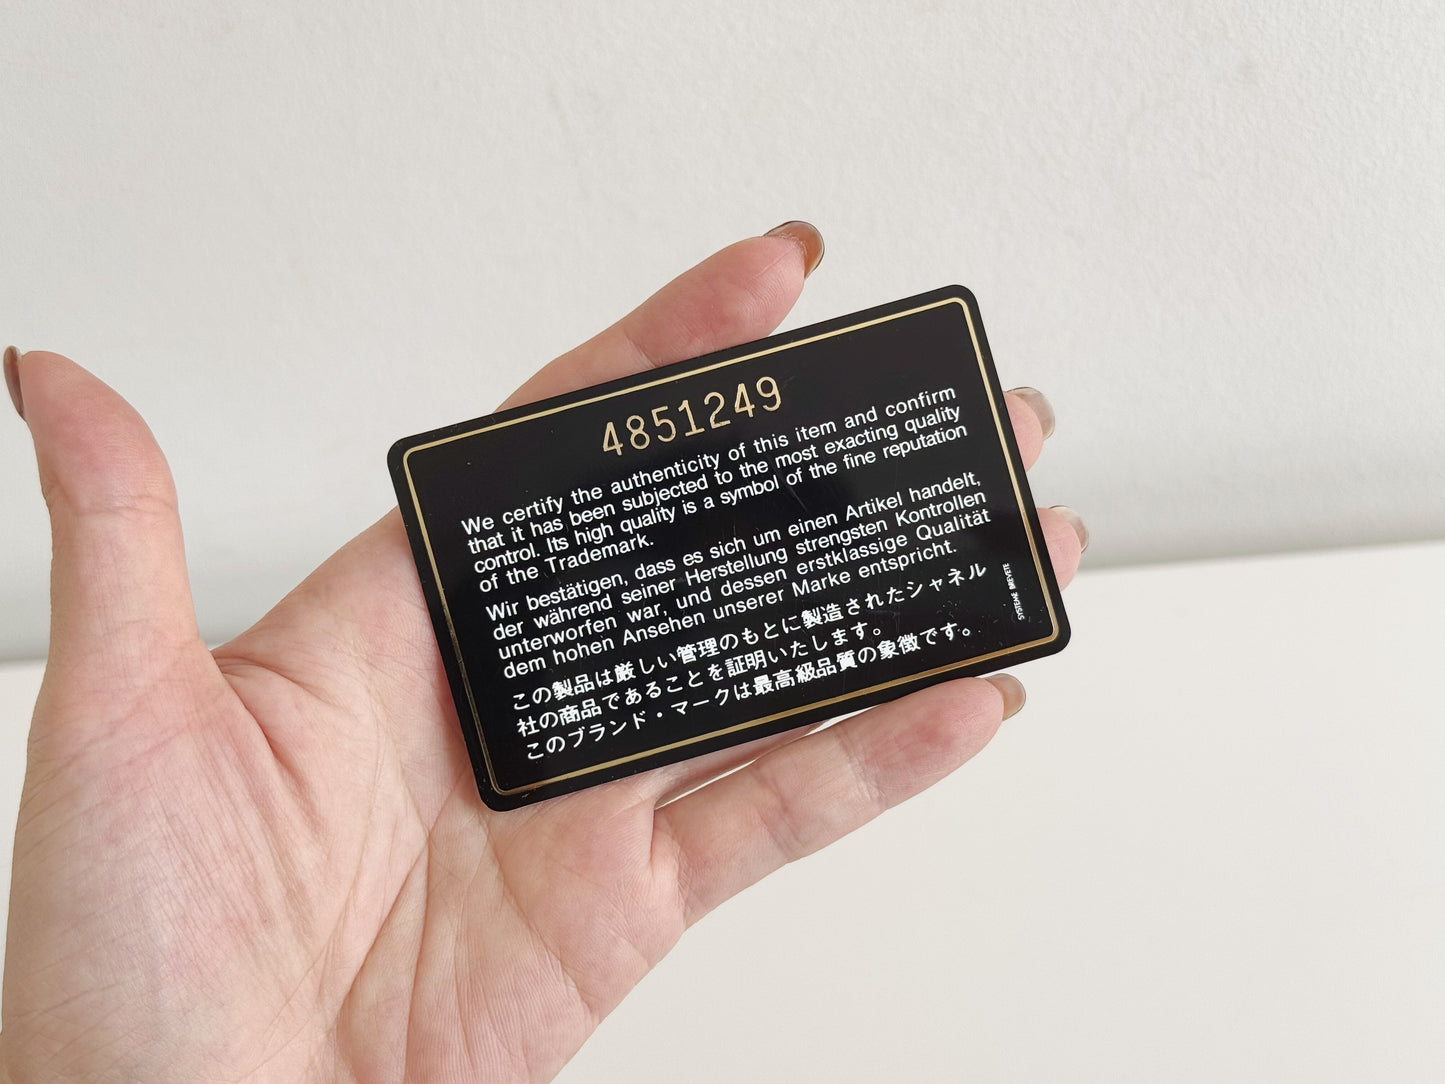 4851249
We certify the authenticity of this item and confirm
that it has been subjected to the most exacting quality
control. Its high quality is a symbol of the fine reputation
of the Trademark.
Wir bestätigen, dass es sich um einen Artikel handelt,
der während seiner Herstellung strengsten Kontrollen
unterworfen war, und dessen erstklassige Qualität
dem hohen Ansehen unserer Marke entspricht.
この製品は厳しい管理のもとに製造されたシャネル
社の商品であることを証明いたします。
このブランド・マークは最高級品質の象徴です。
SYSTEME BREVETE